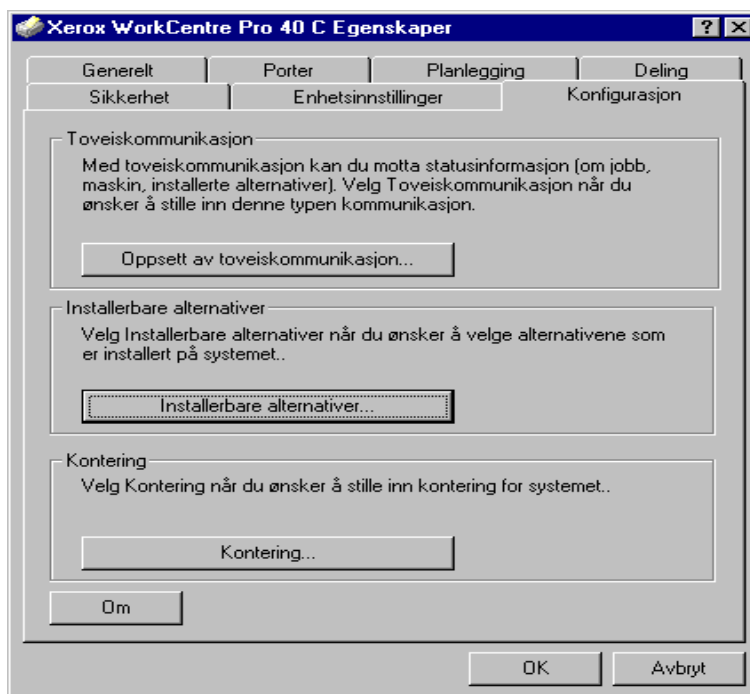 Xerox WorkCentre Pro 40 C Egenskaper
Generelt Porter Planlegging Deling
Sikkerhet Enhetsinnstillinger Konfigurasjon
Toveiskommunikasjon
Med toveiskommunikasjon kan du motta statusinformasjon (om jobb,
maskin, installerte alternativer). Velg Toveiskommunikasjon når du
ønsker å stille inn denne typen kommunikasjon.
Oppsett av toveiskommunikasjon...
Installerbare alternativer
Velg Installerbare alternativer når du ønsker å velge alternativene som
er installert på systemet..
Installerbare alternativer...
Kontering
Velg Kontering når du ønsker å stille inn kontering for systemet..
Kontering...
Om
OK Avbryt